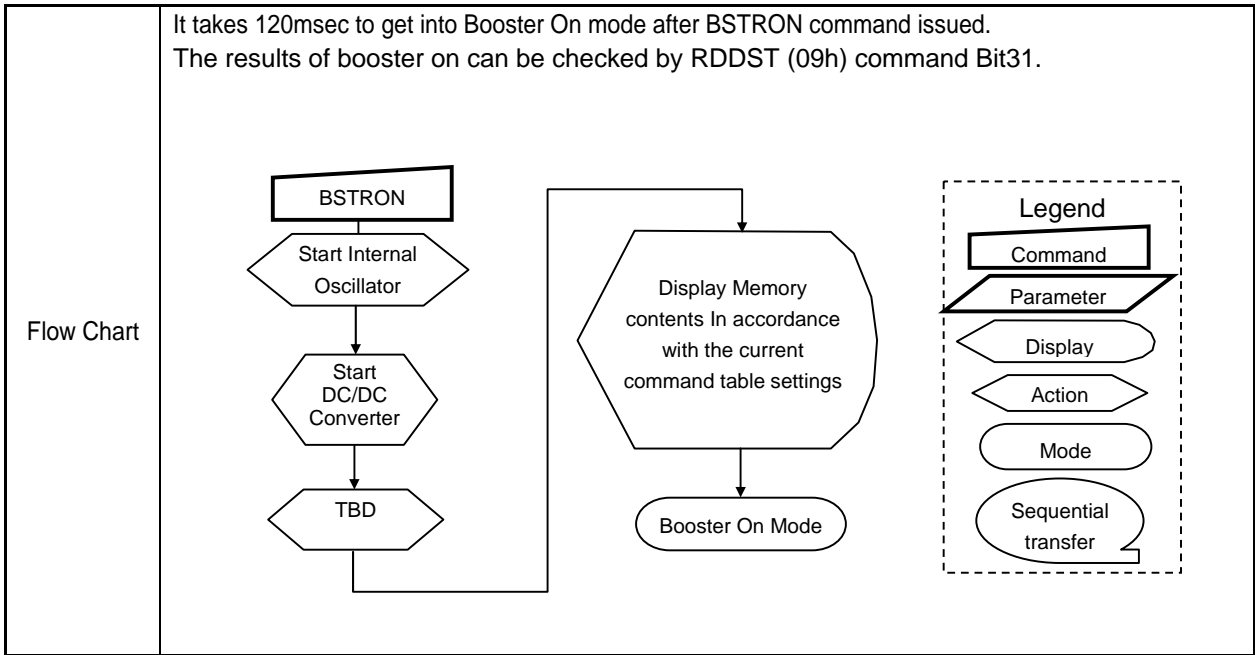 It takes 120msec to get into Booster On mode after BSTRON command issued.
The results of booster on can be checked by RDDST (09h) command Bit31.
Flow Chart
BSTRON
Start Internal
Oscillator
Start
DC/DC
Converter
TBD
Display Memory
contents In accordance
with the current
command table settings
Booster On Mode
Legend
Command
Parameter
Display
Action
Mode
Sequential
transfer